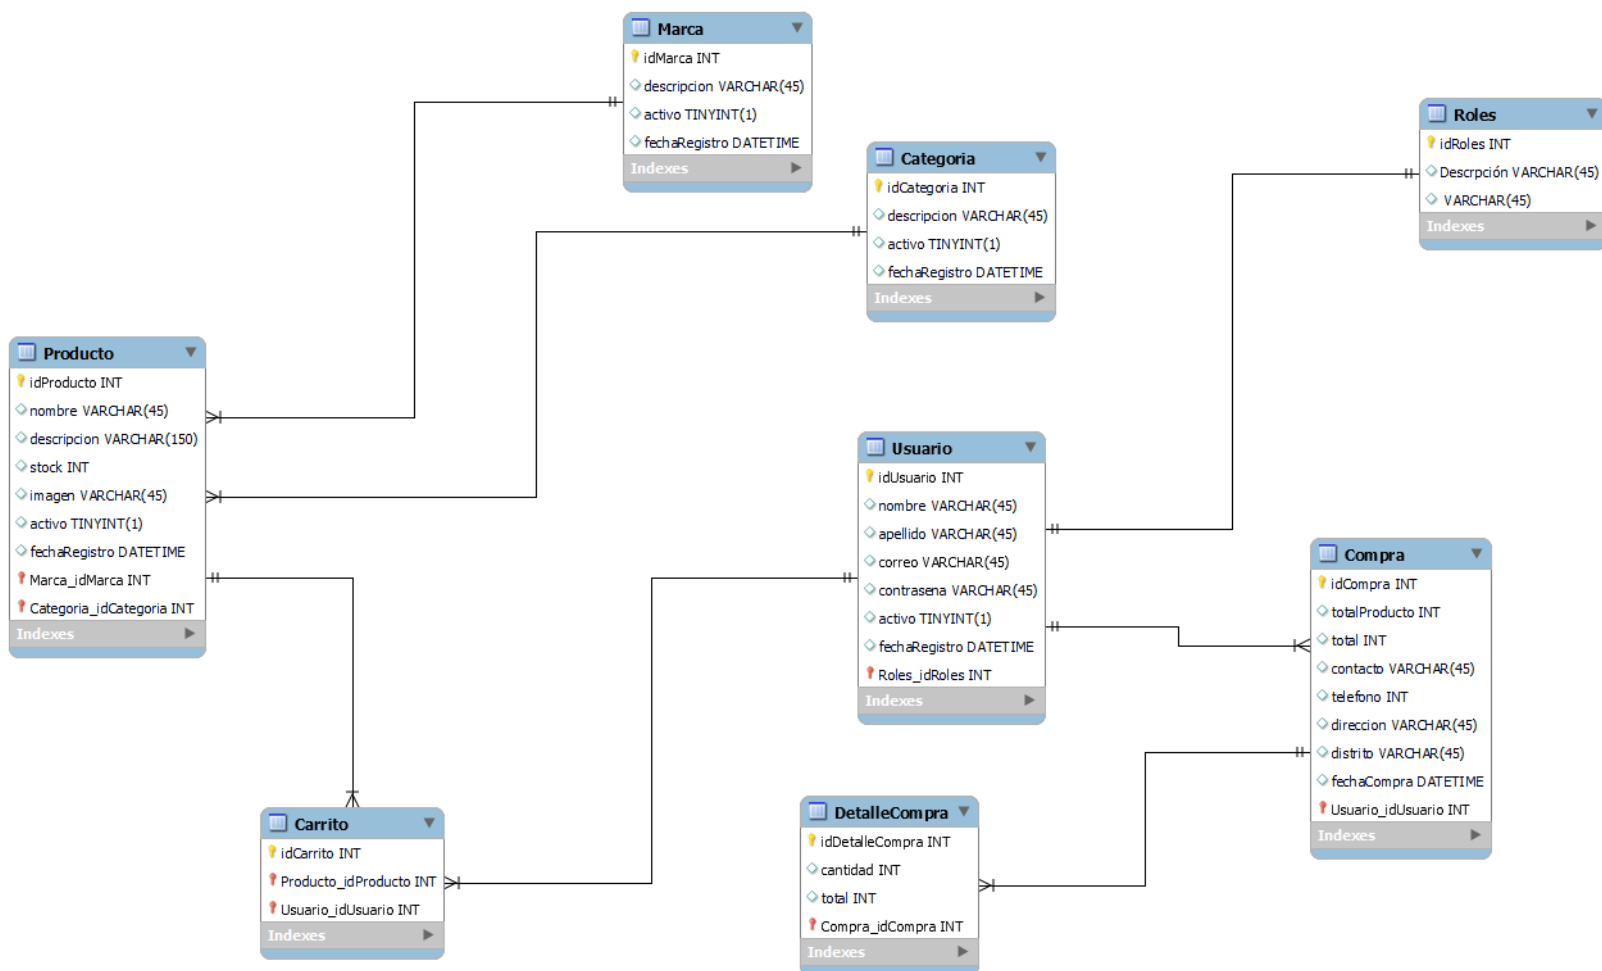 Marca
idMarca INT
descripcion VARCHAR(45)
activo TINYINT(1)
fechaRegistro DATETIME
Indexes
Categoria
idCategoria INT
descripcion VARCHAR(45)
activo TINYINT(1)
fechaRegistro DATETIME
Indexes
Roles
idRoles INT
Descrpción VARCHAR(45)
VARCHAR(45)
Indexes
Producto
idProducto INT
nombre VARCHAR(45)
descripcion VARCHAR(150)
stock INT
imagen VARCHAR(45)
activo TINYINT(1)
fechaRegistro DATETIME
Marca_idMarca INT
Categoria_idCategoria INT
Indexes
Usuario
idUsuario INT
nombre VARCHAR(45)
apellido VARCHAR(45)
correo VARCHAR(45)
contrasena VARCHAR(45)
activo TINYINT(1)
fechaRegistro DATETIME
Roles_idRoles INT
Indexes
Compra
idCompra INT
totalProducto INT
total INT
contacto VARCHAR(45)
telefono INT
direccion VARCHAR(45)
distrito VARCHAR(45)
fechaCompra DATETIME
Usuario_idUsuario INT
Indexes
Carrito
idCarrito INT
Producto_idProducto INT
Usuario_idUsuario INT
Indexes
DetalleCompra
idDetalleCompra INT
cantidad INT
total INT
Compra_idCompra INT
Indexes